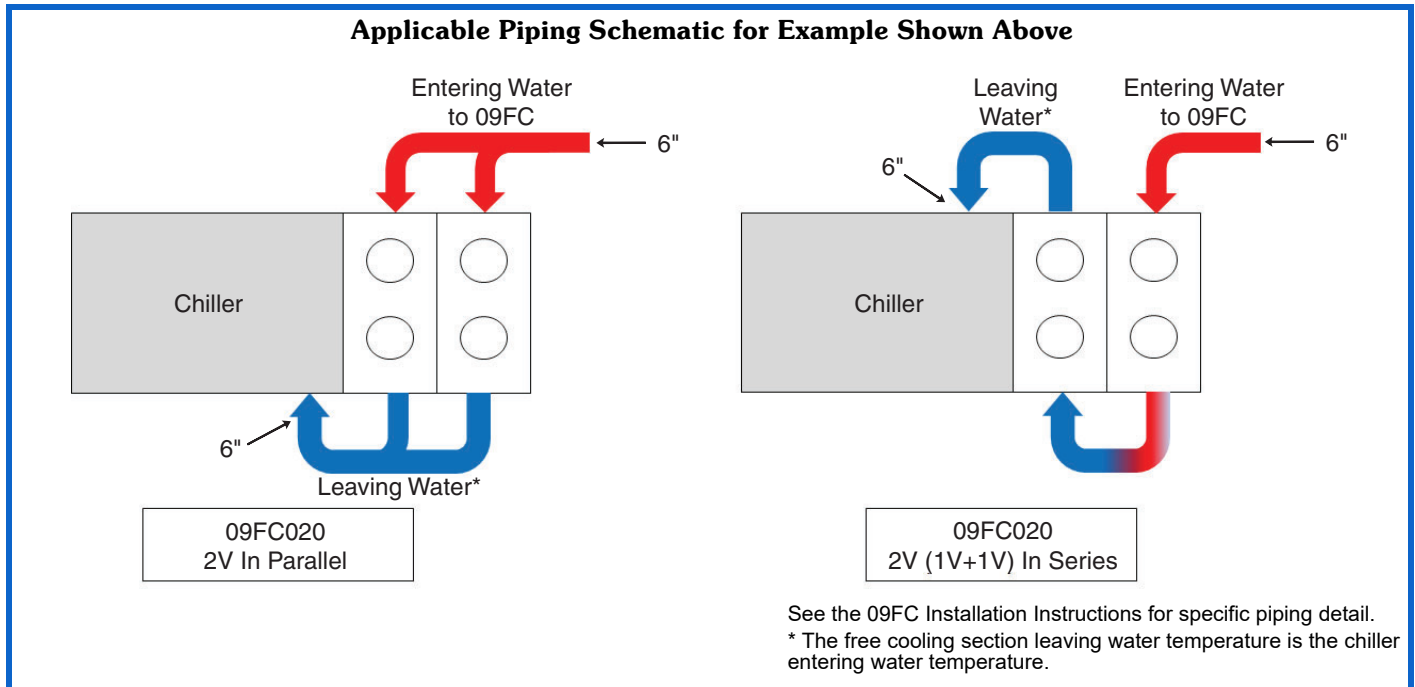 Applicable Piping Schematic for Example Shown Above
Entering Water
to 09FC
6"
Chiller
6"
Leaving Water*
09FC020
2V In Parallel
Leaving
Water*
Entering Water
to 09FC
6"
6"
Chiller
09FC020
2V (1V+1V) In Series
See the 09FC Installation Instructions for specific piping detail.
* The free cooling section leaving water temperature is the chiller
entering water temperature.